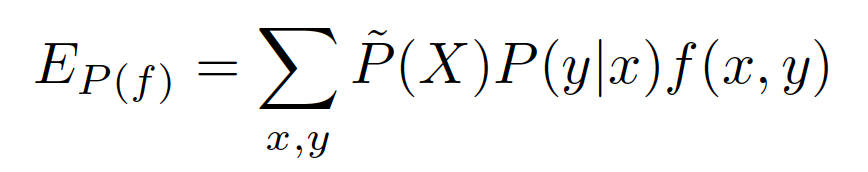 E_{P(f)} = \sum_{x,y} \tilde{P}(X)P(y|x)f(x,y)